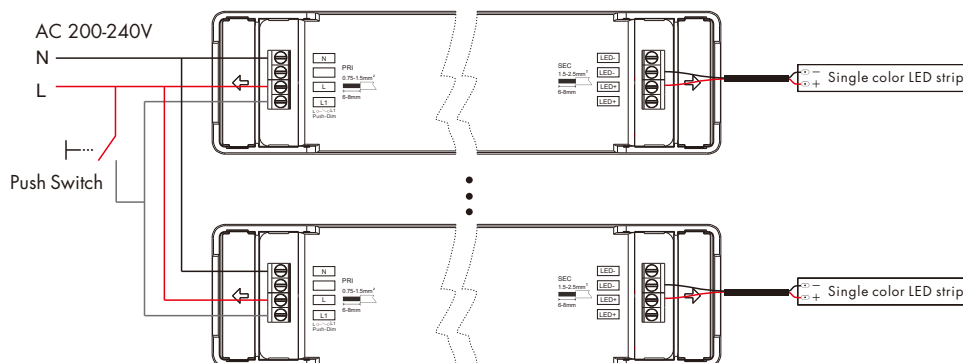 AC 200-240V
N
L
Push Switch
N
L
L1
PRI
0.75-1.5mm²
6-8mm
Push-Dim
SEC
1.5-2.5mm²
6-8mm
LED-
LED-
LED+
LED+
Single color LED strip
N
L
L1
PRI
0.75-1.5mm²
6-8mm
Push-Dim
SEC
1.5-2.5mm²
6-8mm
LED-
LED-
LED+
LED+
Single color LED strip